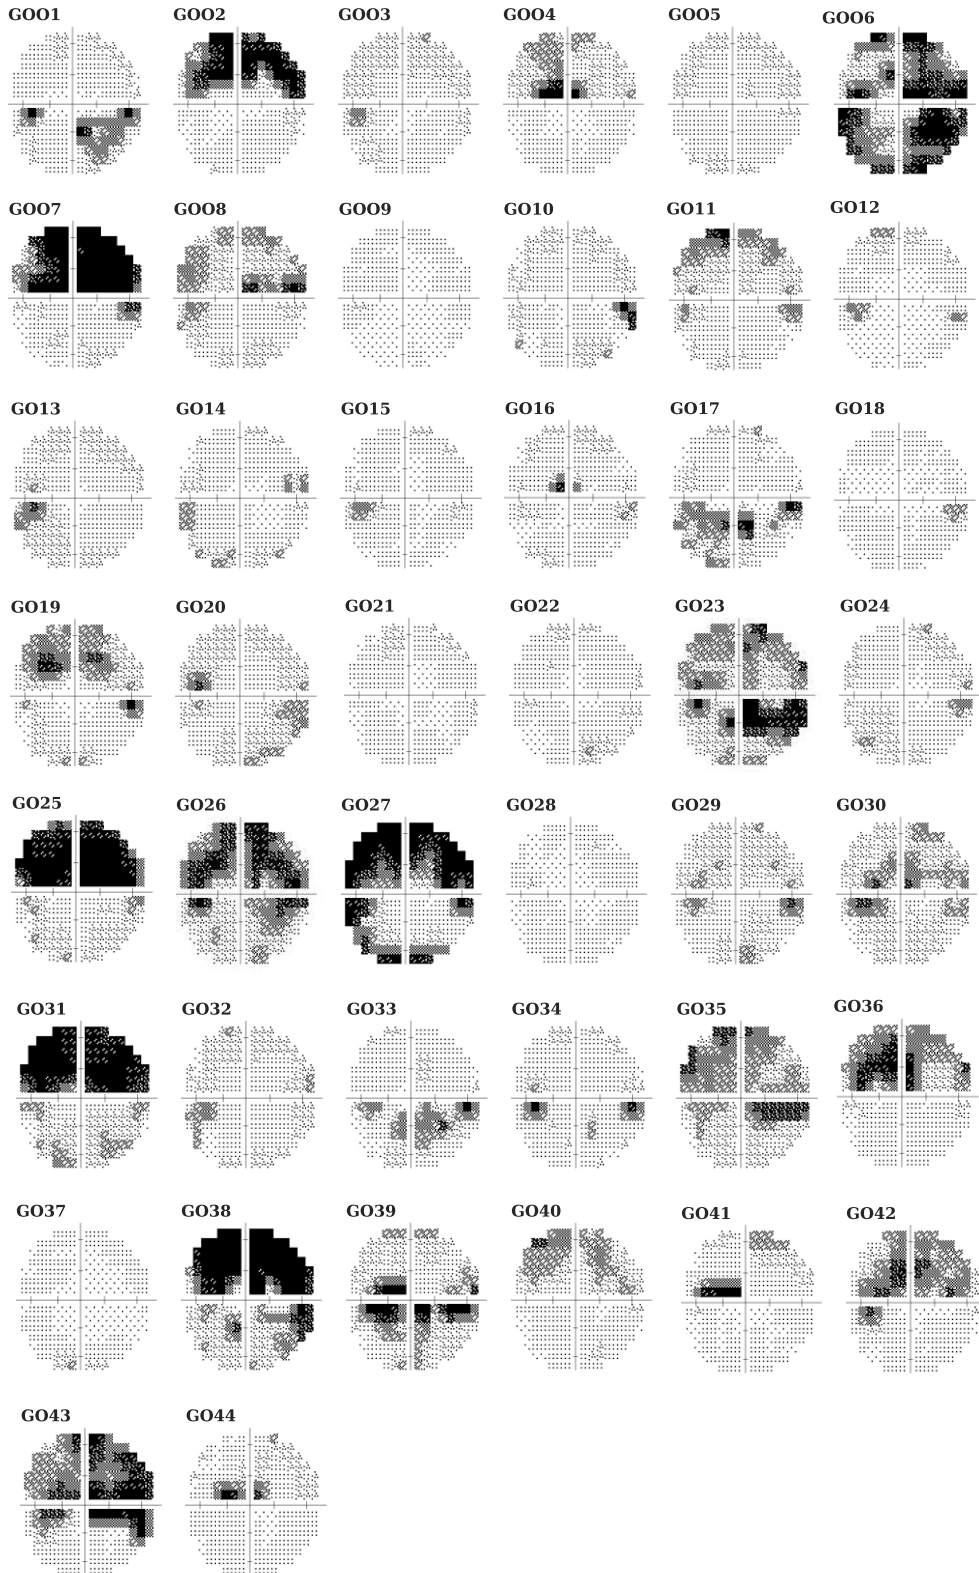 GOO1 GOO2 GOO3 GOO4 GOO5 GOO6
GOO7 GOO8 GOO9 GO10 GO11 GO12
GO13 GO14 GO15 GO16 GO17 GO18
GO19 GO20 GO21 GO22 GO23 GO24
GO25 GO26 GO27 GO28 GO29 GO30
GO31 GO32 GO33 GO34 GO35 GO36
GO37 GO38 GO39 GO40 GO41 GO42
GO43 GO44